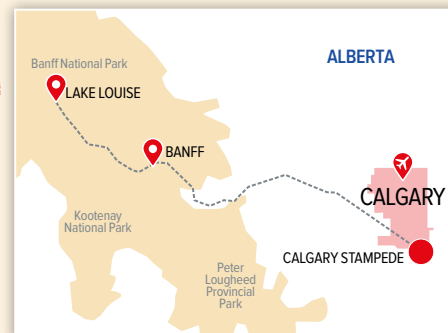 ALBERTA
Banff National Park
LAKE LOUISE
BANFF
CALGARY
Kootenay
National Park
CALGARY STAMPEDE
Peter
Lougheed
Provincial
Park